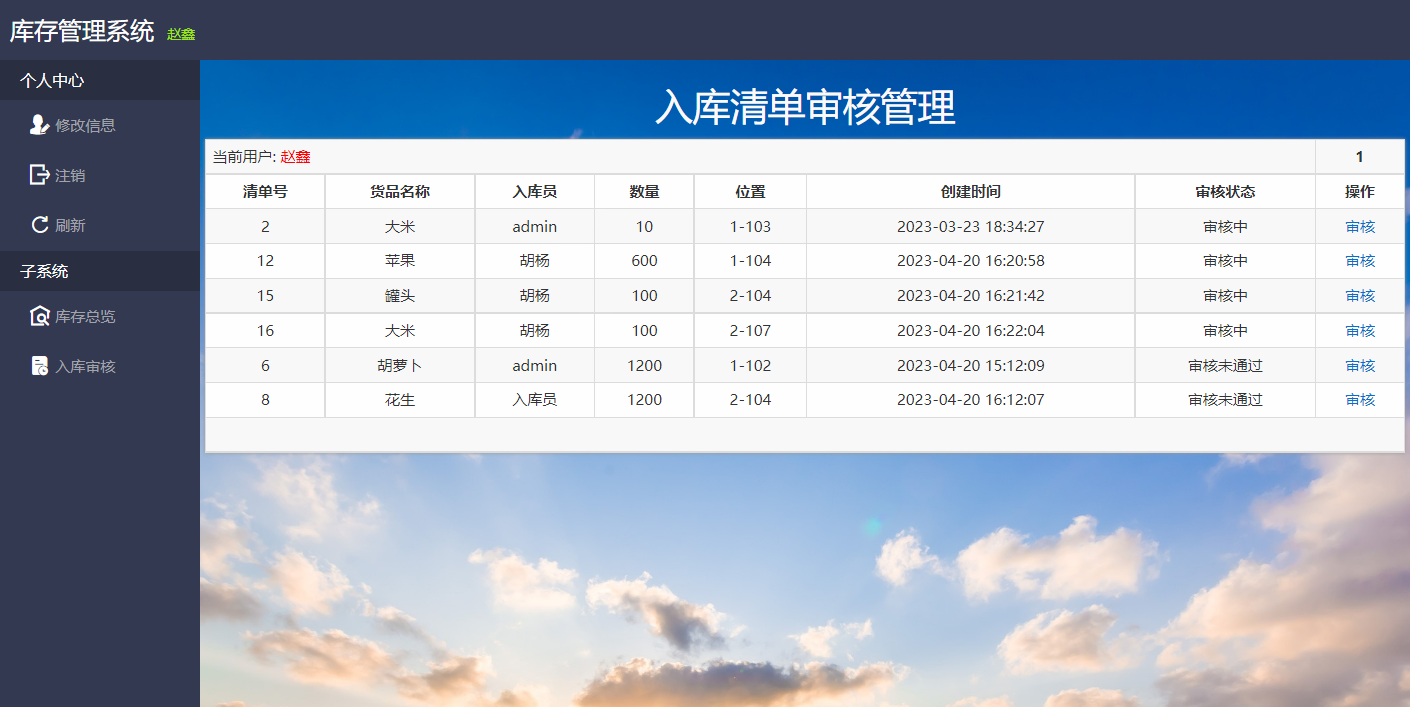 库存管理系统 赵鑫
个人中心
修改信息
注销
刷新
子系统
库存总览
入库审核
入库清单审核管理
当前用户: 赵鑫 1
清单号 货品名称 入库员 数量 位置 创建时间 审核状态 操作
2 大米 admin 10 1-103 2023-03-23 18:34:27 审核中 审核
12 苹果 胡杨 600 1-104 2023-04-20 16:20:58 审核中 审核
15 罐头 胡杨 100 2-104 2023-04-20 16:21:42 审核中 审核
16 大米 胡杨 100 2-107 2023-04-20 16:22:04 审核中 审核
6 胡萝卜 admin 1200 1-102 2023-04-20 15:12:09 审核未通过 审核
8 花生 入库员 1200 2-104 2023-04-20 16:12:07 审核未通过 审核